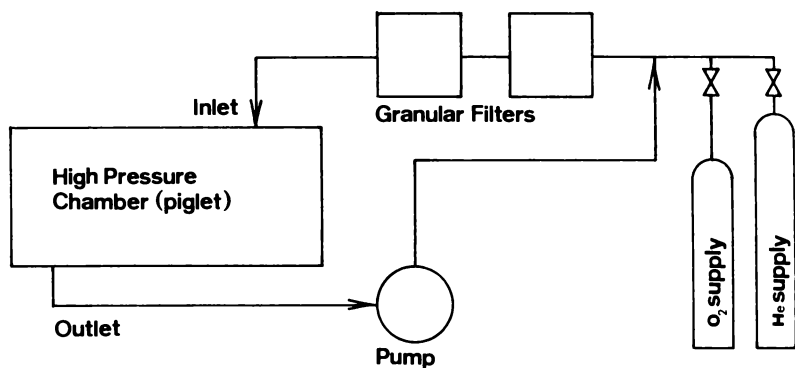 Inlet
Granular Filters
High Pressure
Chamber (piglet)
Outlet
Pump
O₂ supply
He supply